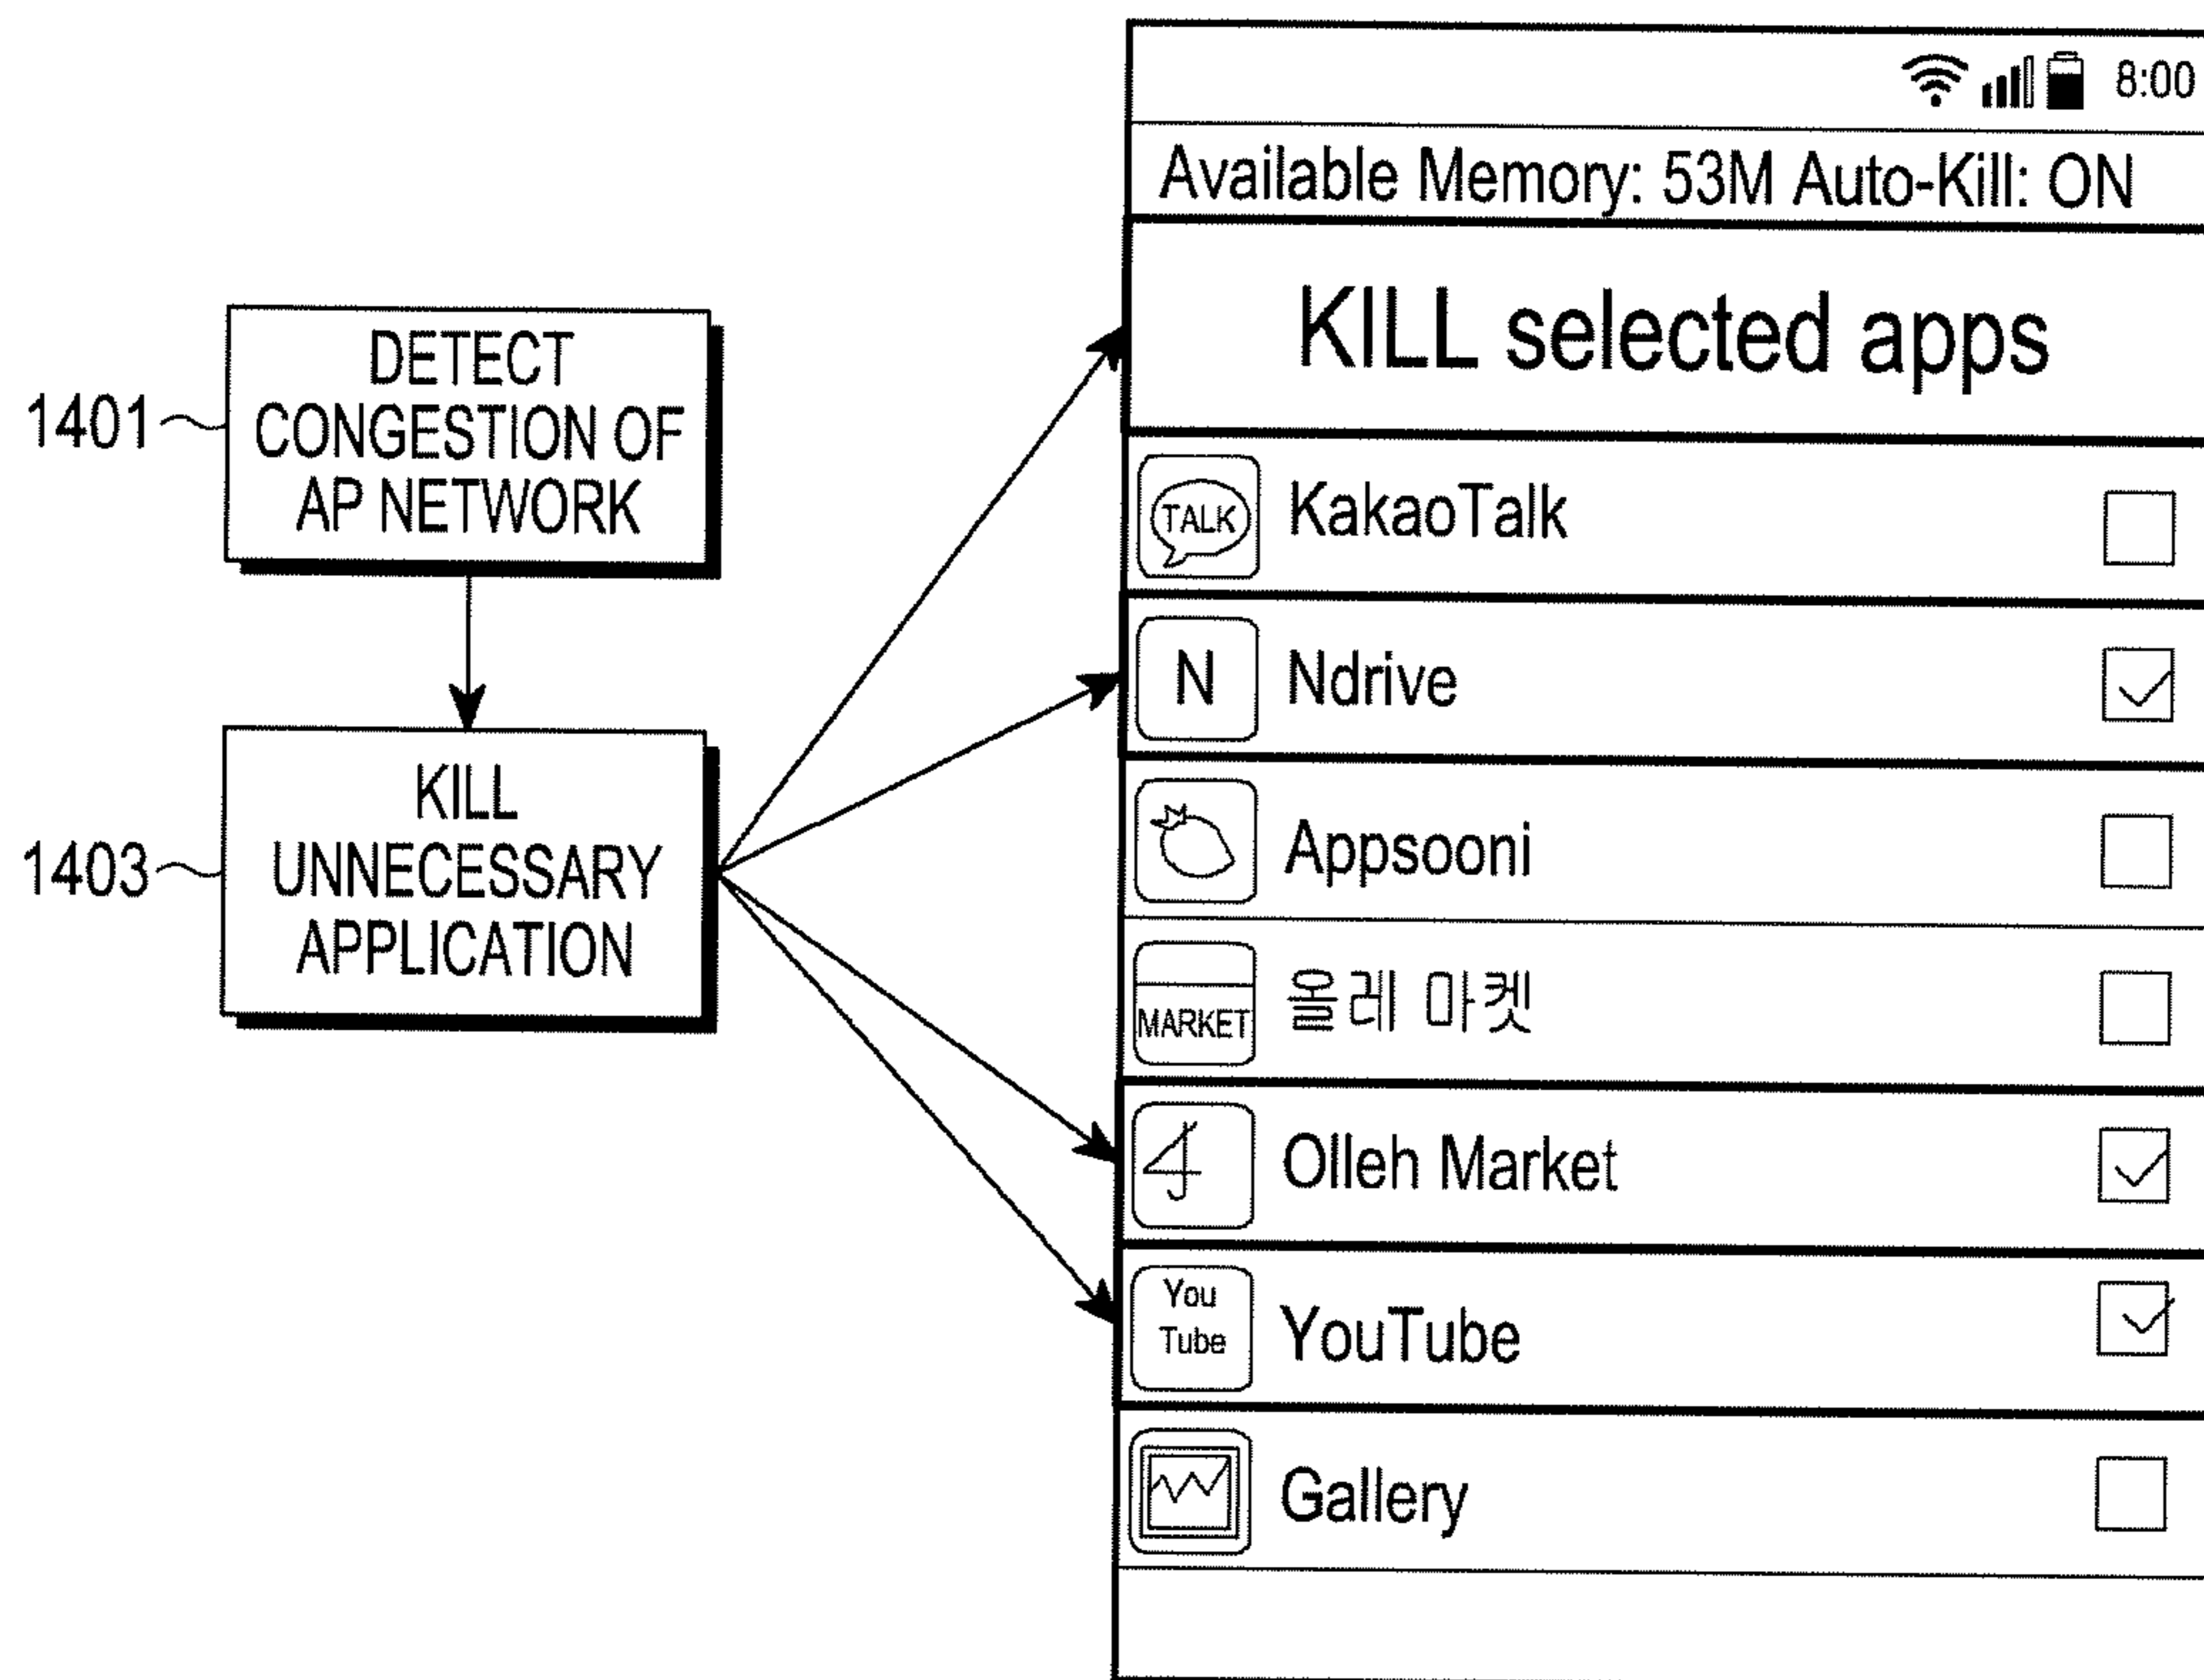 8:00
Available Memory: 53M Auto-Kill: ON
KILL selected apps
1401
DETECT
CONGESTION OF
AP NETWORK
1403
KILL
UNNECESSARY
APPLICATION
TALK
KakaoTalk
N
Ndrive
Appsooni
MARKET
올레 마켓
4
Olleh Market
You
Tube
YouTube
Gallery